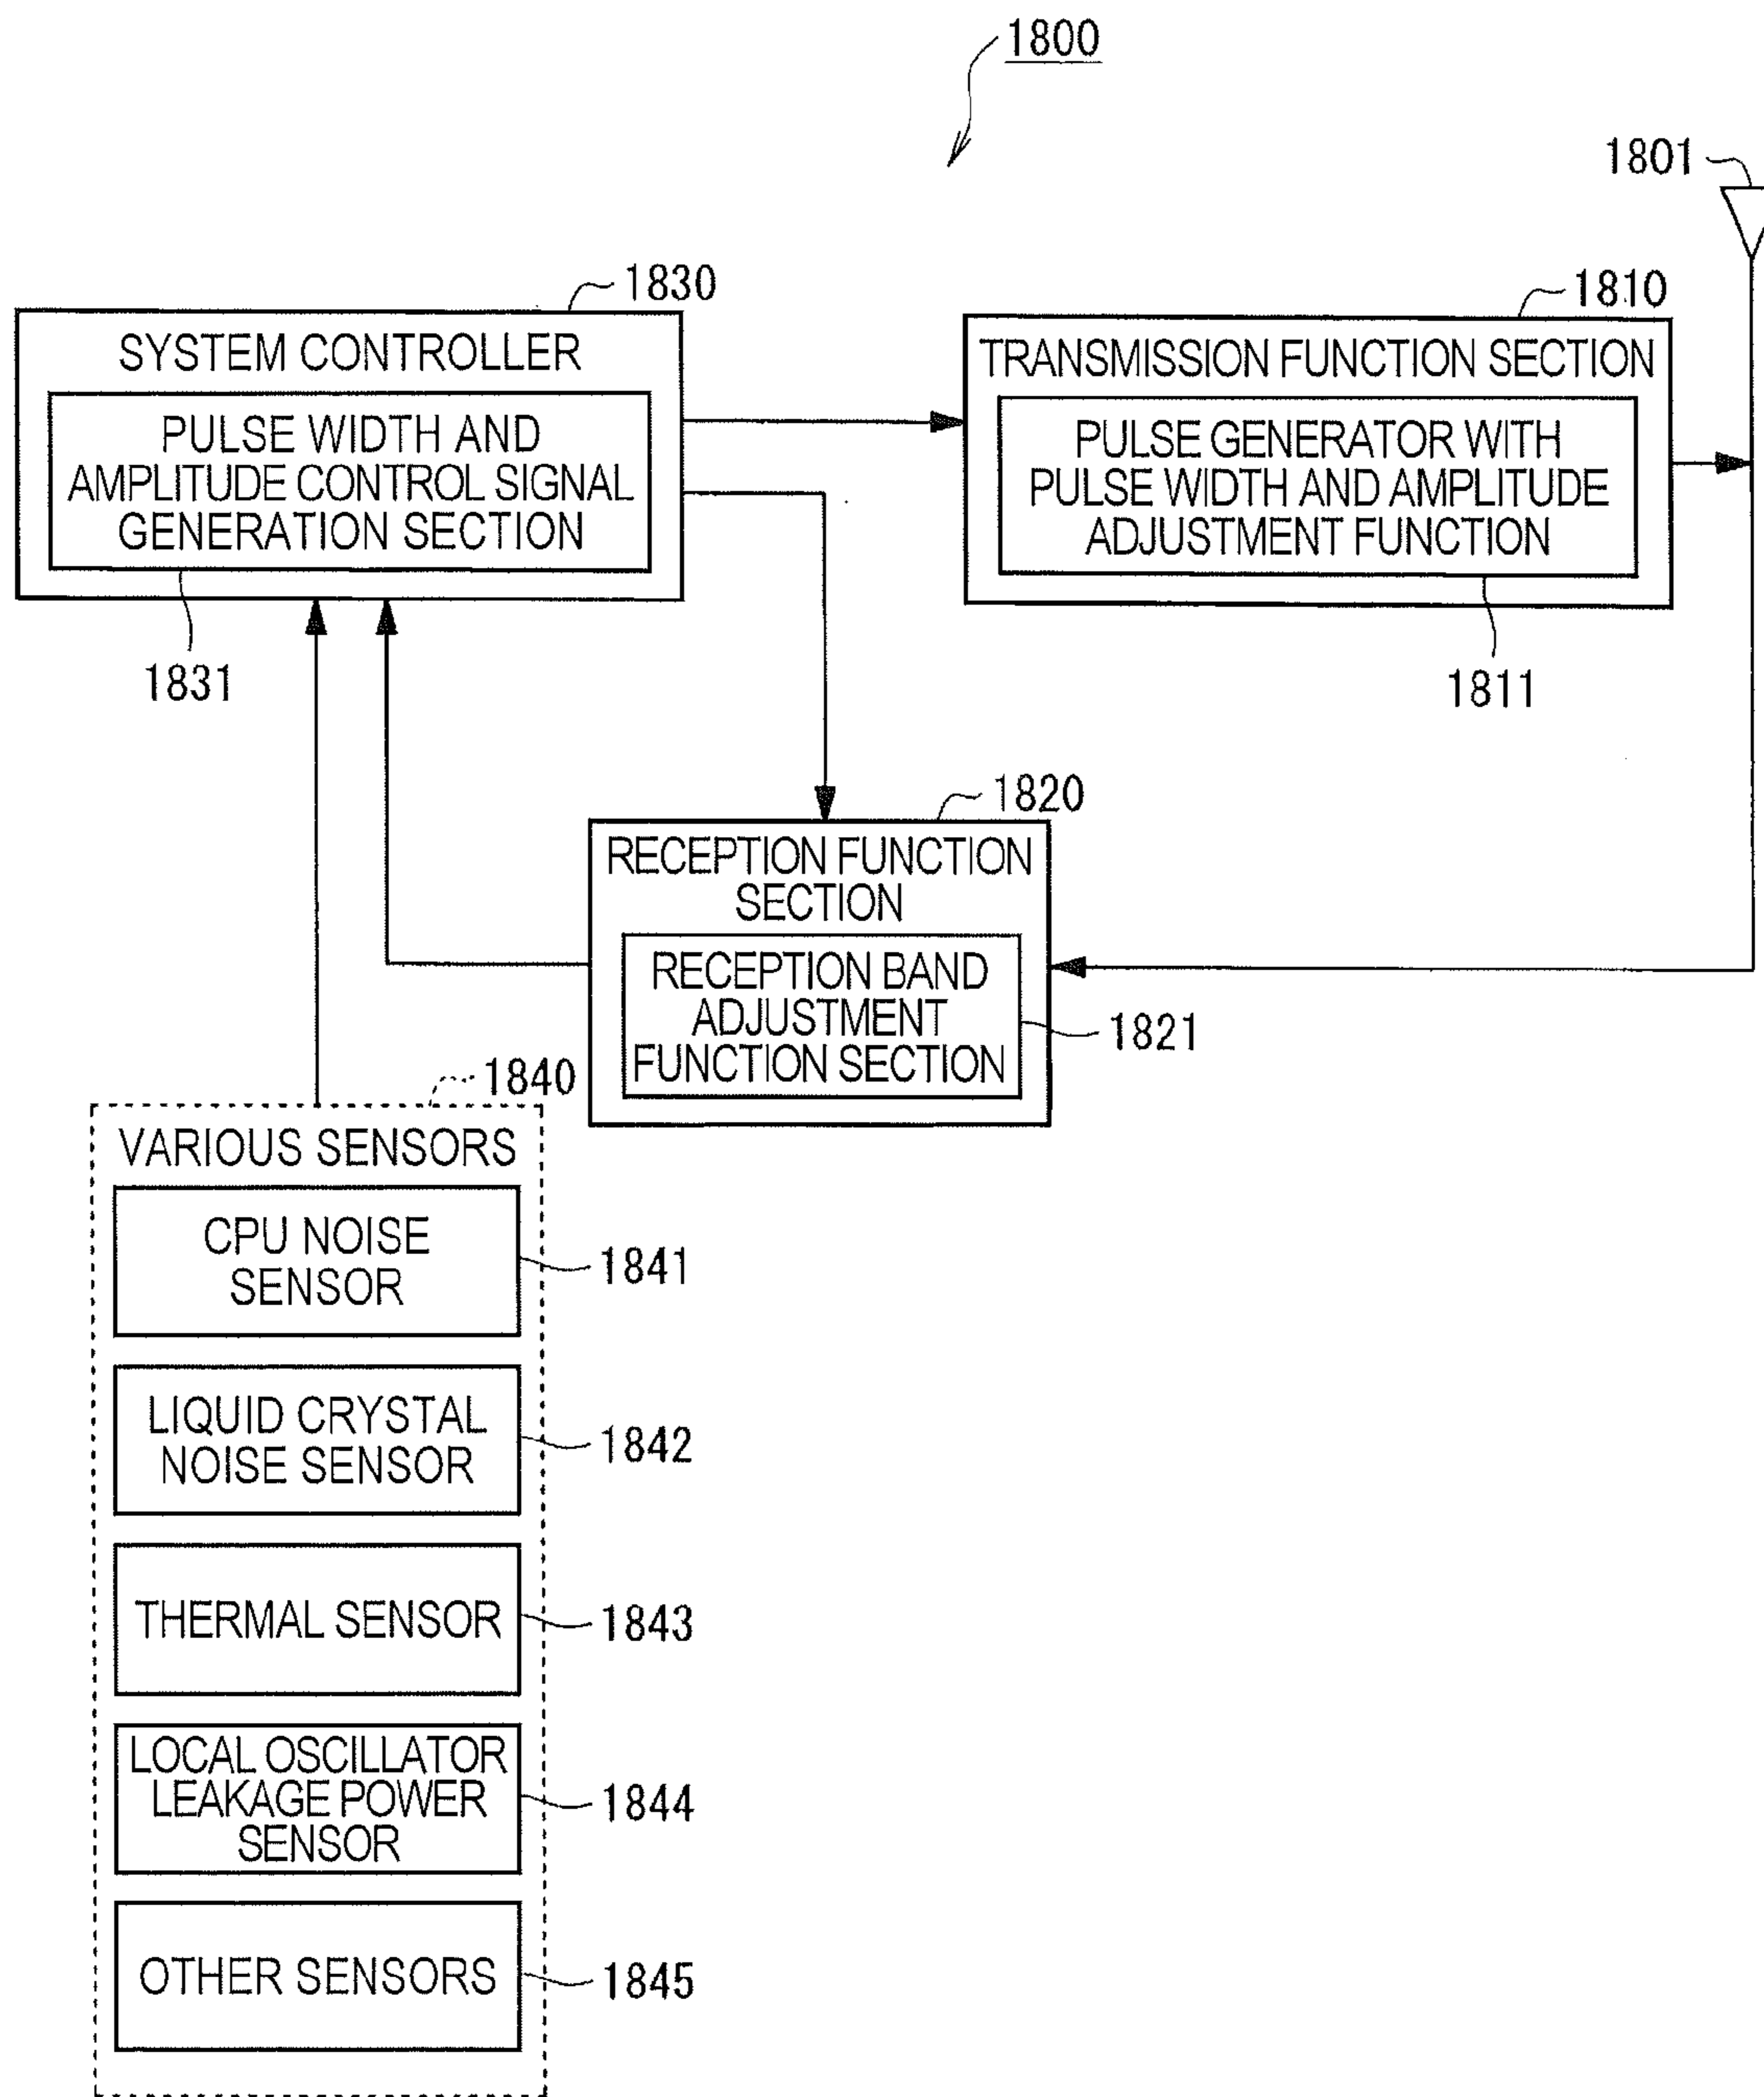 1800
1801
1830
SYSTEM CONTROLLER
PULSE WIDTH AND
AMPLITUDE CONTROL SIGNAL
GENERATION SECTION
1831
1810
TRANSMISSION FUNCTION SECTION
PULSE GENERATOR WITH
PULSE WIDTH AND AMPLITUDE
ADJUSTMENT FUNCTION
1811
1820
RECEPTION FUNCTION
SECTION
RECEPTION BAND
ADJUSTMENT
FUNCTION SECTION
1821
1840
VARIOUS SENSORS
CPU NOISE
SENSOR
1841
LIQUID CRYSTAL
NOISE SENSOR
1842
THERMAL SENSOR
1843
LOCAL OSCILLATOR
LEAKAGE POWER
SENSOR
1844
OTHER SENSORS
1845